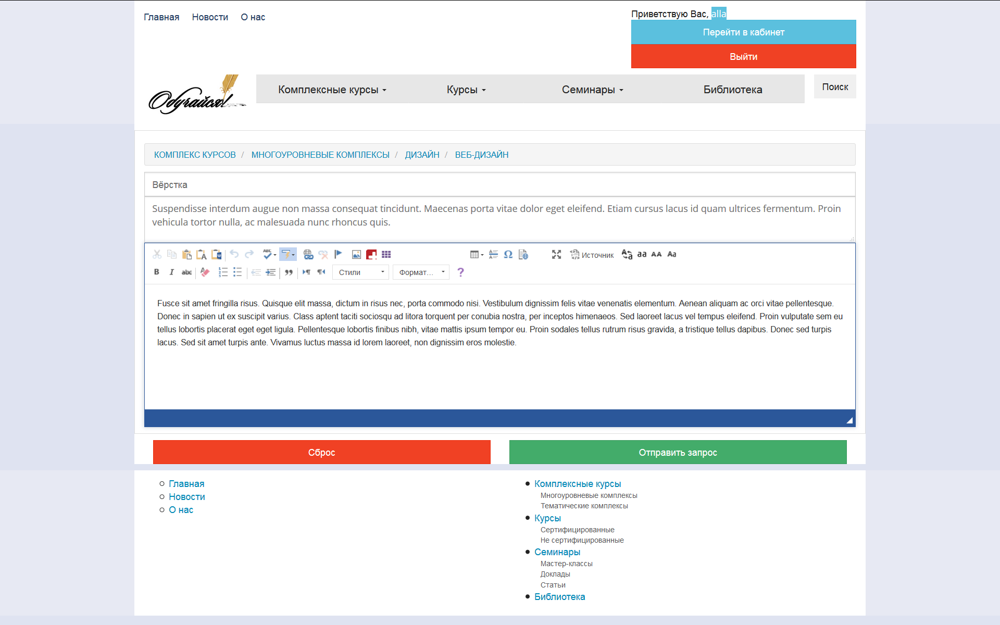 Главная Новости О нас
Приветствую Вас, alla
Перейти в кабинет
Выйти
Обучайся!
Комплексные курсы Курсы Семинары Библиотека
Поиск
КОМПЛЕКС КУРСОВ / МНОГОУРОВНЕВЫЕ КОМПЛЕКСЫ / ДИЗАЙН / ВЕБ-ДИЗАЙН
Вёрстка
Suspendisse interdum augue non massa consequat tincidunt. Maecenas porta vitae dolor eget eleifend. Etiam cursus lacus id quam ultrices fermentum. Proin
vehicula tortor nulla, ac malesuada nunc rhoncus quis.
ABC Источник Aa aa AA Aa
B I abc Стили Формат... ?
Fusce sit amet fringilla risus. Quisque elit massa, dictum in risus nec, porta commodo nisi. Vestibulum dignissim felis vitae venenatis elementum. Aenean aliquam ac orci vitae pellentesque.
Donec in sapien ut ex suscipit varius. Class aptent taciti sociosqu ad litora torquent per conubia nostra, per inceptos himenaeos. Sed laoreet lacus vel tempus eleifend. Proin vulputate sem eu
tellus lobortis placerat eget eget ligula. Pellentesque lobortis finibus nibh, vitae mattis ipsum tempor eu. Proin sodales tellus rutrum risus gravida, a tristique tellus dapibus. Donec sed turpis
lacus. Sed sit amet turpis ante. Vivamus luctus massa id lorem laoreet, non dignissim eros molestie.
Сброс
Отправить запрос
Главная
Новости
О нас
Комплексные курсы
Многоуровневые комплексы
Тематические комплексы
Курсы
Сертифицированные
Не сертифицированные
Семинары
Мастер-классы
Доклады
Статьи
Библиотека